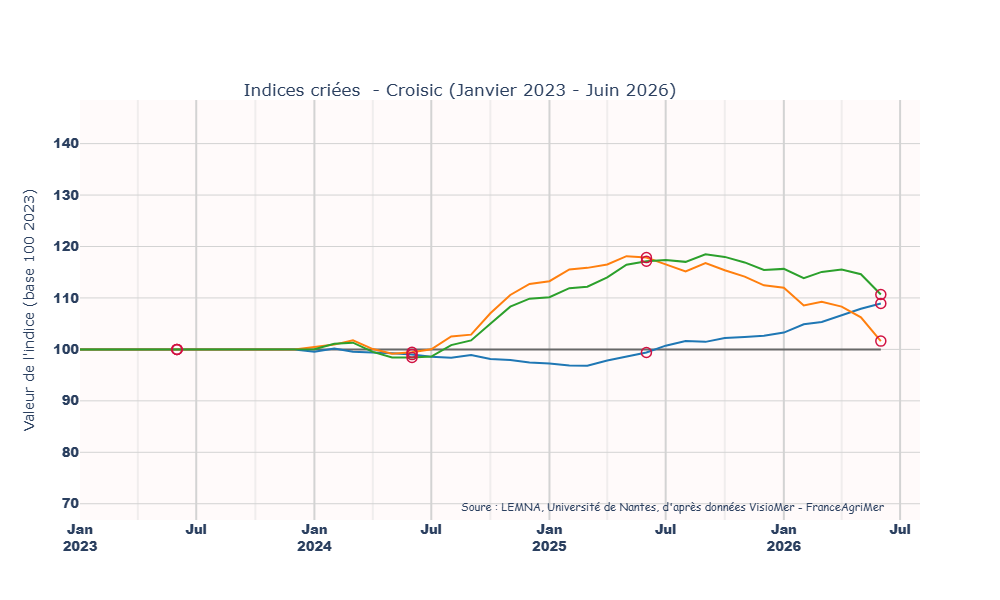 Indices criées  - Croisic (Janvier 2023 - Juin 2026)
Valeur de l'indice (base 100 2023)
140
130
120
110
100
90
80
70
Soure : LEMNA, Université de Nantes, d'après données VisioMer - FranceAgriMer
Jan Jul Jan Jul Jan Jul Jan Jul
2023 2024 2025 2026